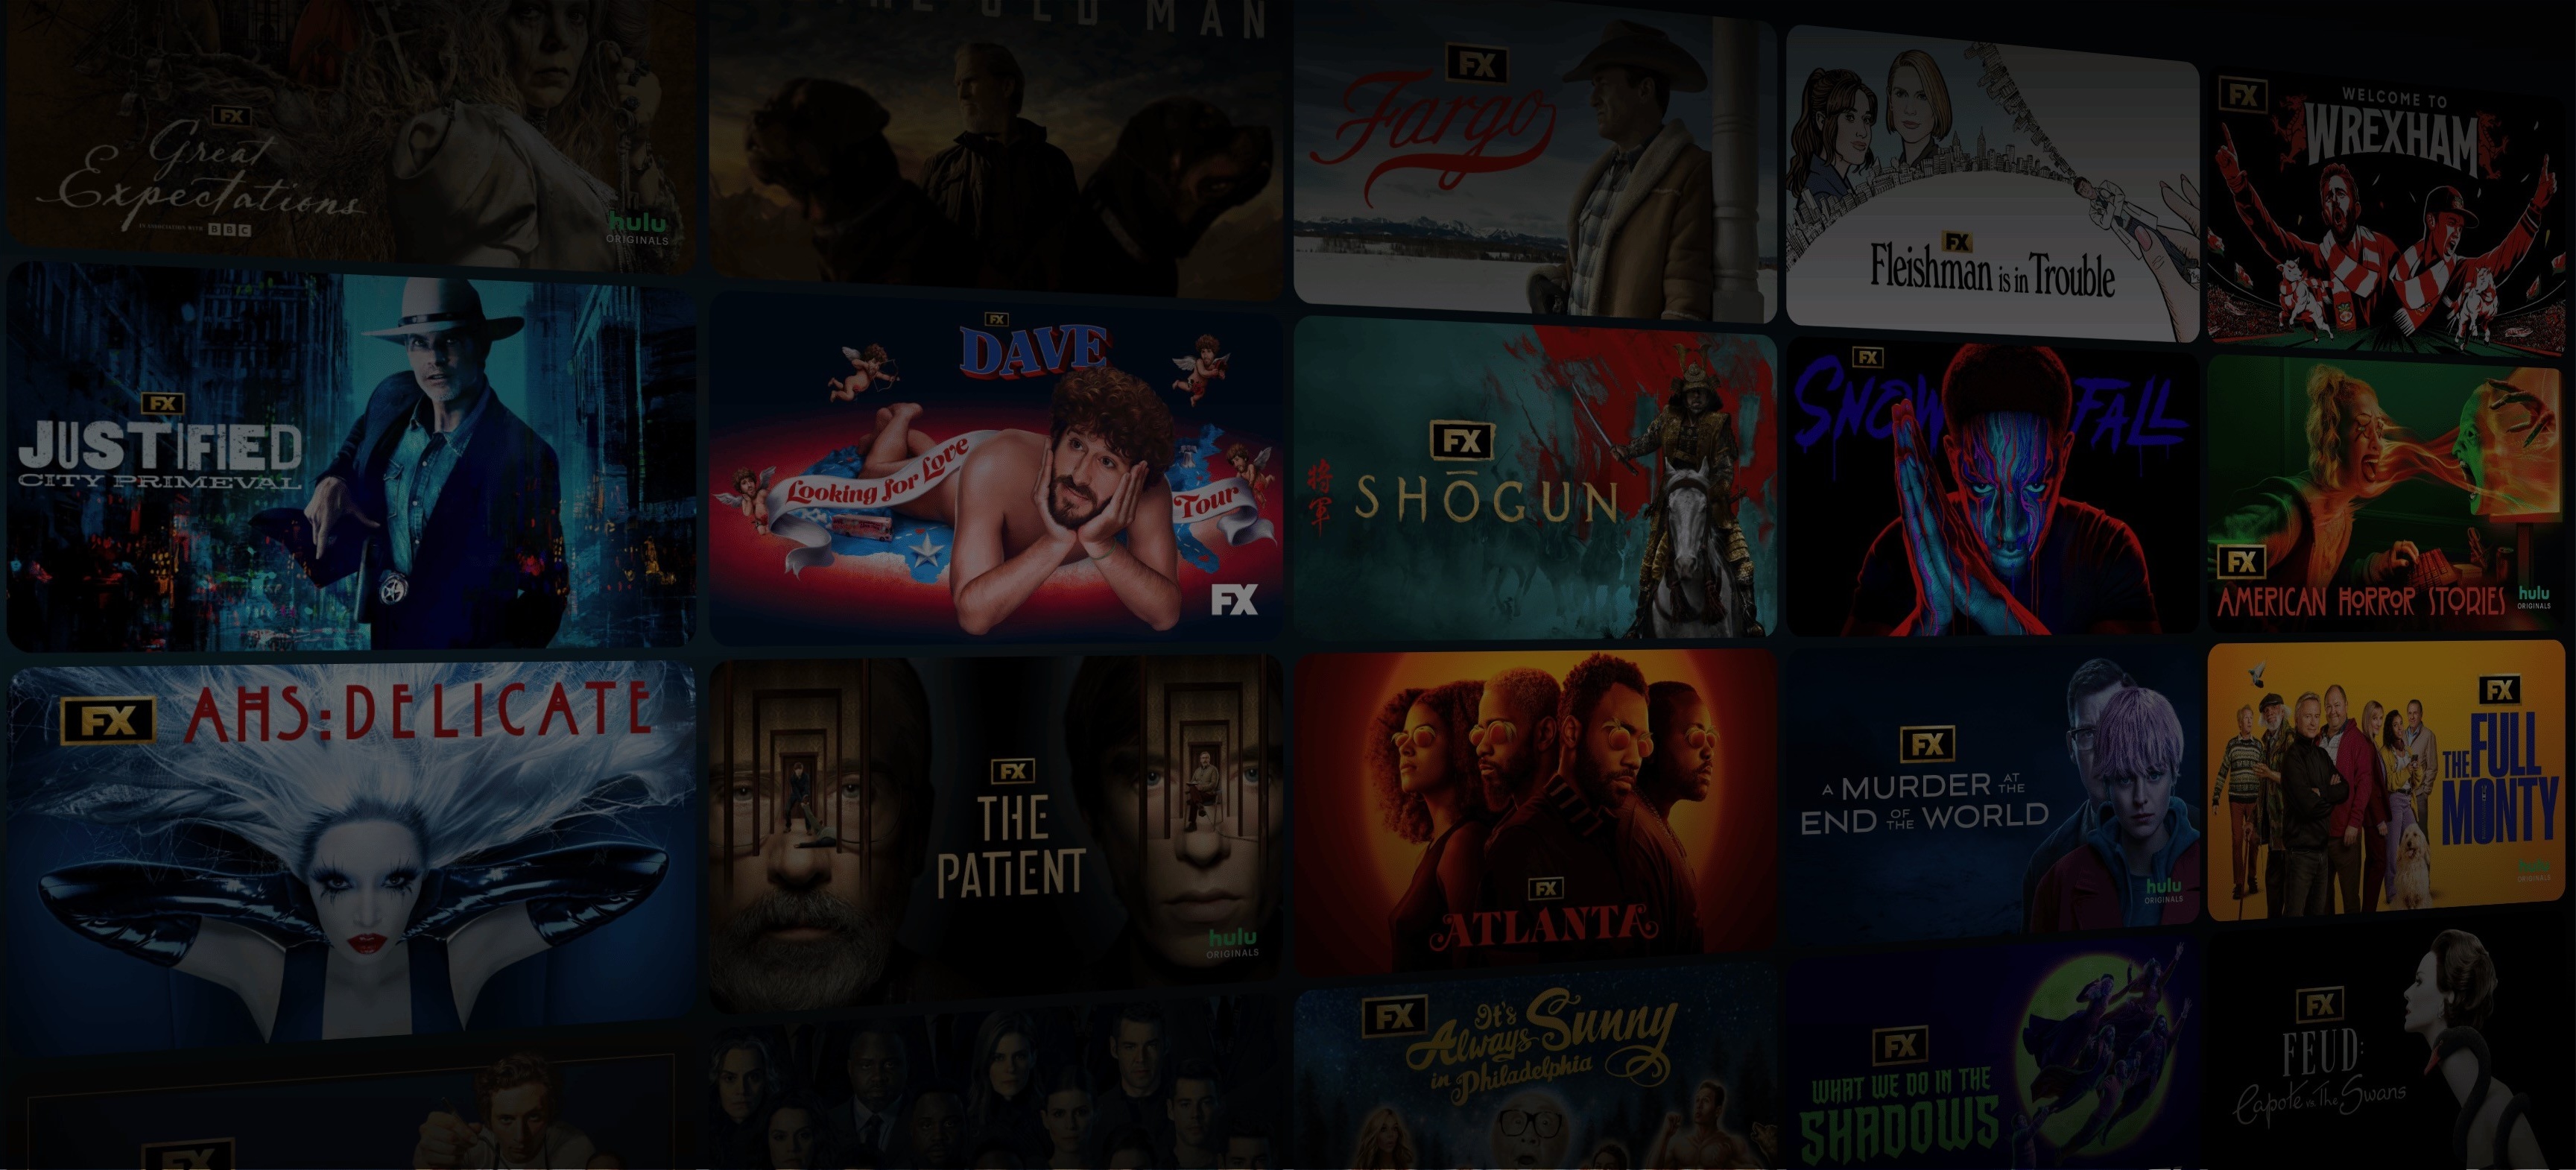 FX
Great
Expectations
IN ASSOCIATION WITH BBC
hulu
ORIGINALS
THE OLD MAN
FX
Fargo
FX
Fleishman is in Trouble
FX
WELCOME TO
WREXHAM
FX
JUSTIFIED
CITY PRIMEVAL
FX
DAVE
Looking for Love
Tour
FX
FX
SHŌGUN
将
軍
FX
SNOWFALL
FX
AMERICAN HORROR STORIES
hulu
ORIGINALS
FX
AHS:DELICATE
FX
THE
PATIENT
hulu
ORIGINALS
FX
ATLANTA
FX
A MURDER AT THE
END OF THE WORLD
hulu
ORIGINALS
FX
THE FULL
MONTY
hulu
ORIGINALS
FX
FX
It's
Always Sunny
in Philadelphia
FX
WHAT WE DO IN THE
SHADOWS
FX
FEUD:
Capote vs. The Swans